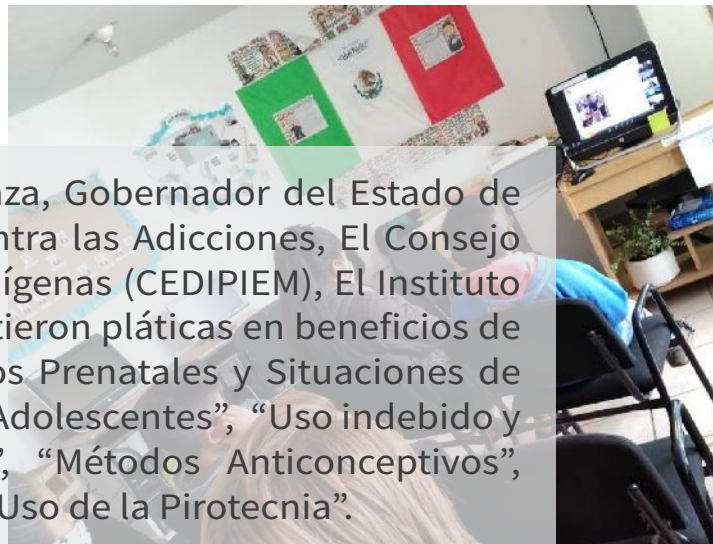 za, Gobernador del Estado de
ntra las Adicciones, El Consejo
ígenas (CEDIPIEM), El Instituto
tieron pláticas en beneficios de
os Prenatales y Situaciones de
Adolescentes”, “Uso indebido y
”, “Métodos Anticonceptivos”,
Uso de la Pirotecnia”.